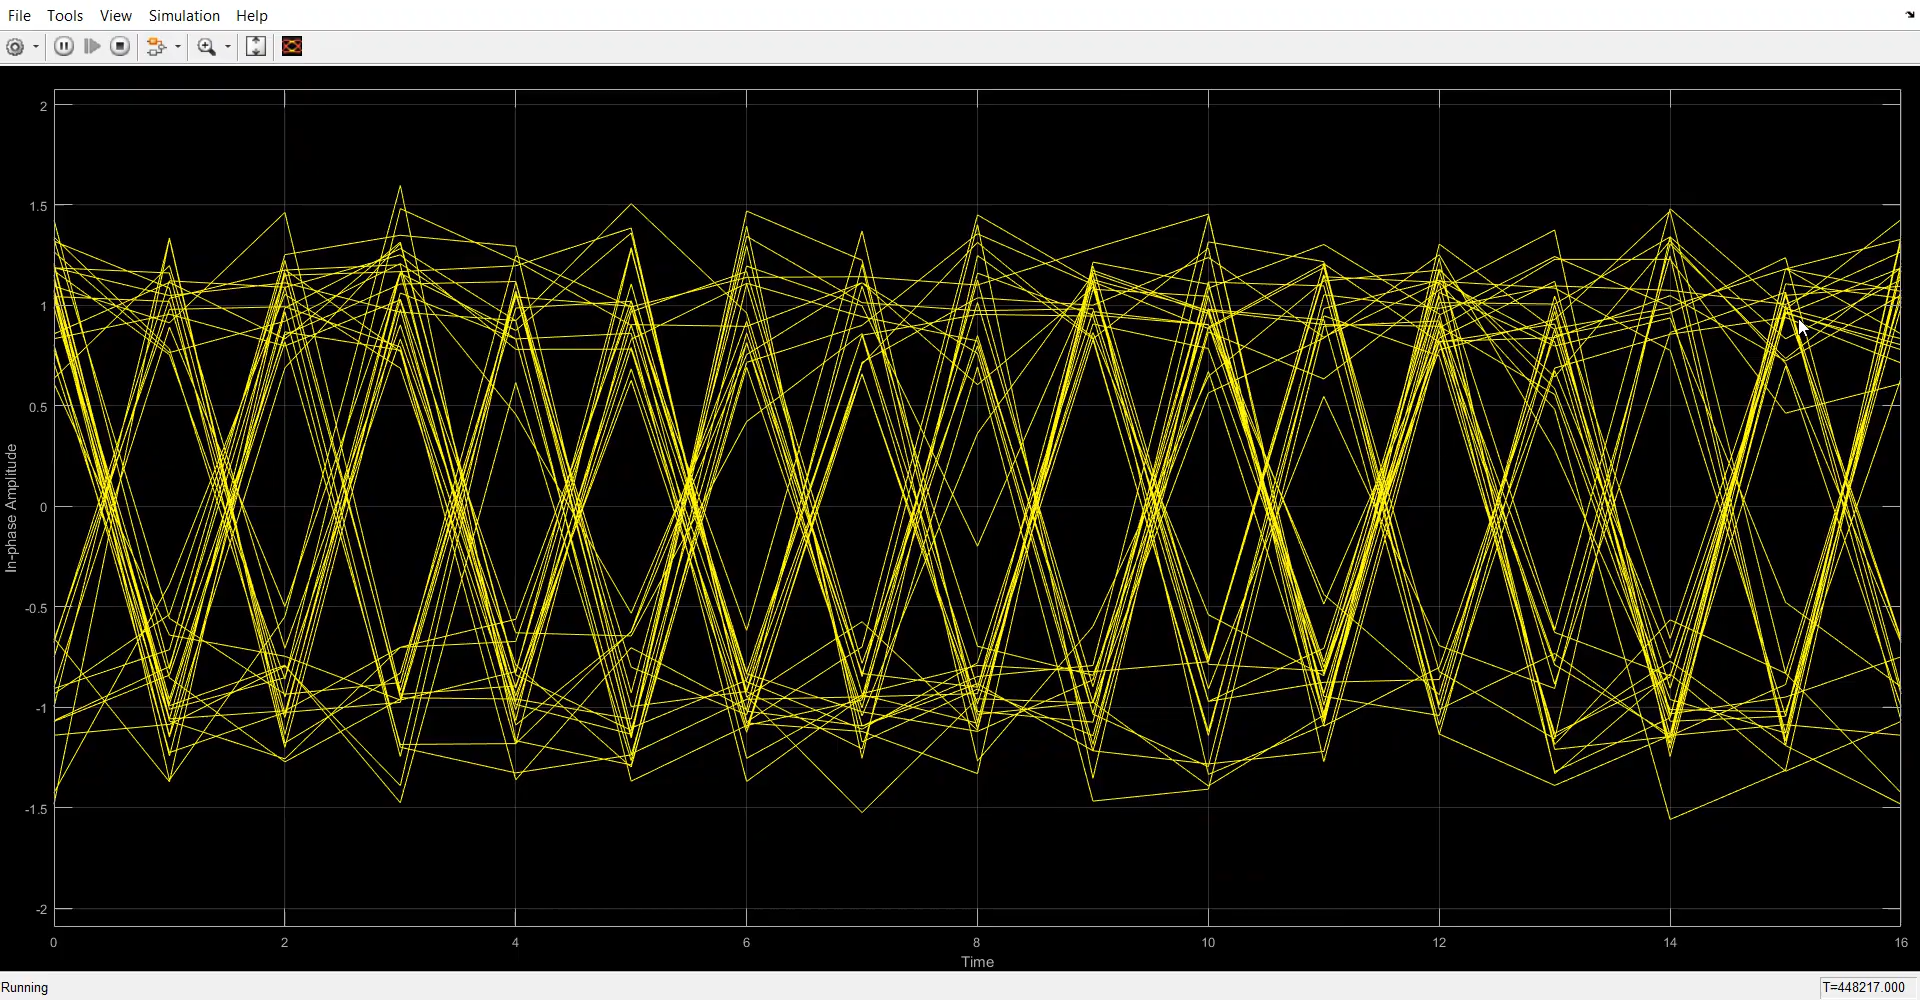 File Tools View Simulation Help
2
1.5
1
0.5
0
-0.5
-1
-1.5
-2
In-phase Amplitude
0 2 4 6 8 10 12 14 16
Time
Running T=448217.000